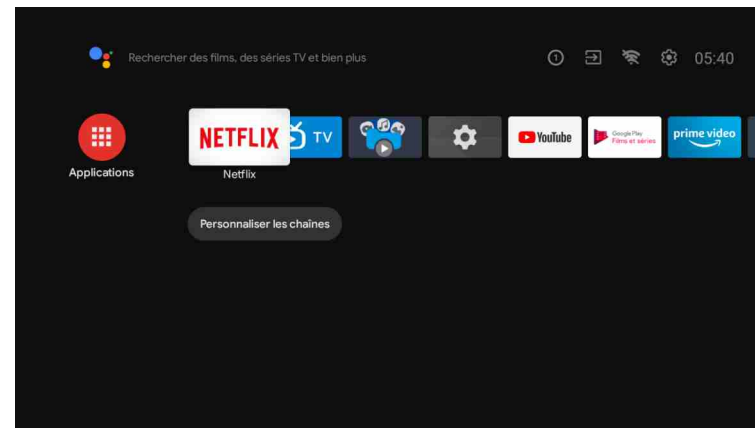 Rechercher des films, des séries TV et bien plus
1
05:40
NETFLIX
TV
YouTube
Google Play
Films et séries
prime video
Applications
Netflix
Personnaliser les chaînes